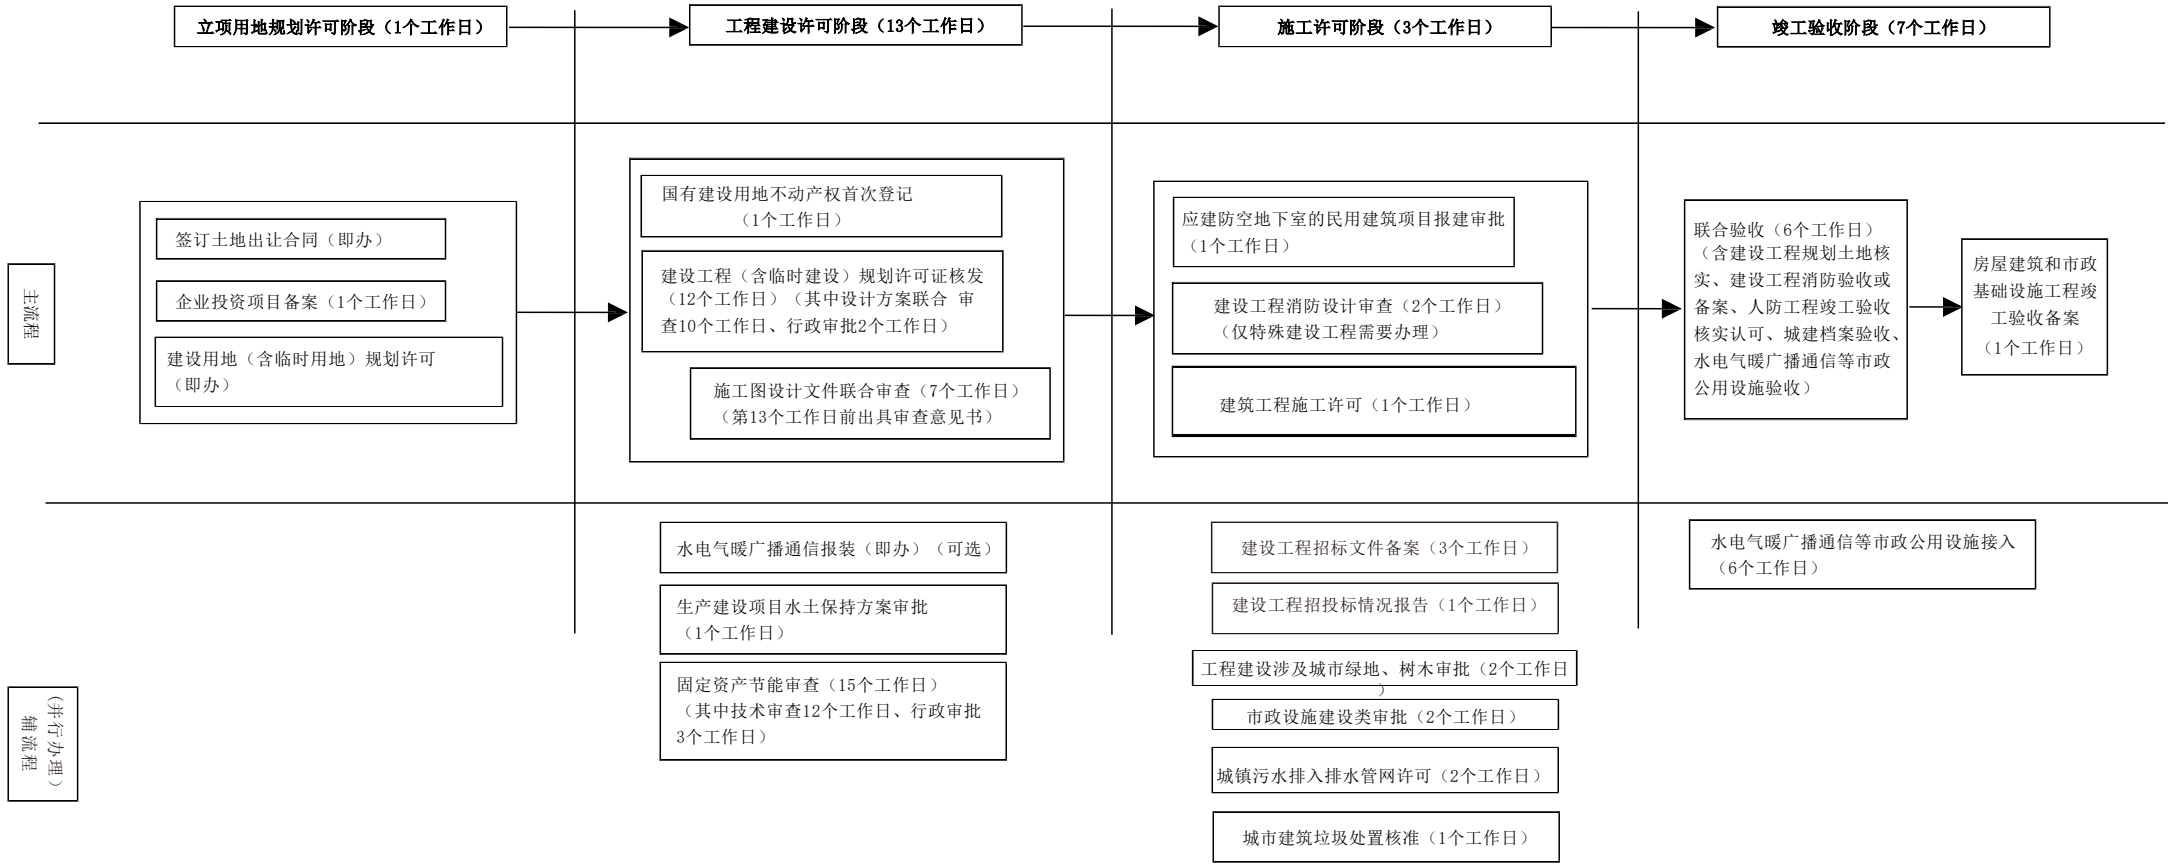 立项用地规划许可阶段（1个工作日）
工程建设许可阶段（13个工作日）
施工许可阶段（3个工作日）
竣工验收阶段（7个工作日）
主流程
签订土地出让合同（即办）
企业投资项目备案（1个工作日）
建设用地（含临时用地）规划许可
（即办）
国有建设用地不动产权首次登记
（1个工作日）
建设工程（含临时建设）规划许可证核发
（12个工作日）（其中设计方案联合 审
查10个工作日、行政审批2个工作日）
施工图设计文件联合审查（7个工作日）
（第13个工作日前出具审查意见书）
应建防空地下室的民用建筑项目报建审批
（1个工作日）
建设工程消防设计审查（2个工作日）
（仅特殊建设工程需要办理）
建筑工程施工许可（1个工作日）
联合验收（6个工作日）
（含建设工程规划土地核
实、建设工程消防验收或
备案、人防工程竣工验收
核实认可、城建档案验收、
水电气暖广播通信等市政
公用设施验收）
房屋建筑和市政
基础设施工程竣
工验收备案
（1个工作日）
（并行办理）
辅流程
水电气暖广播通信报装（即办）（可选）
生产建设项目水土保持方案审批
（1个工作日）
固定资产节能审查（15个工作日）
（其中技术审查12个工作日、行政审批
3个工作日）
建设工程招标文件备案（3个工作日）
建设工程招投标情况报告（1个工作日）
工程建设涉及城市绿地、树木审批（2个工作日
）
市政设施建设类审批（2个工作日）
城镇污水排入排水管网许可（2个工作日）
城市建筑垃圾处置核准（1个工作日）
水电气暖广播通信等市政公用设施接入
（6个工作日）